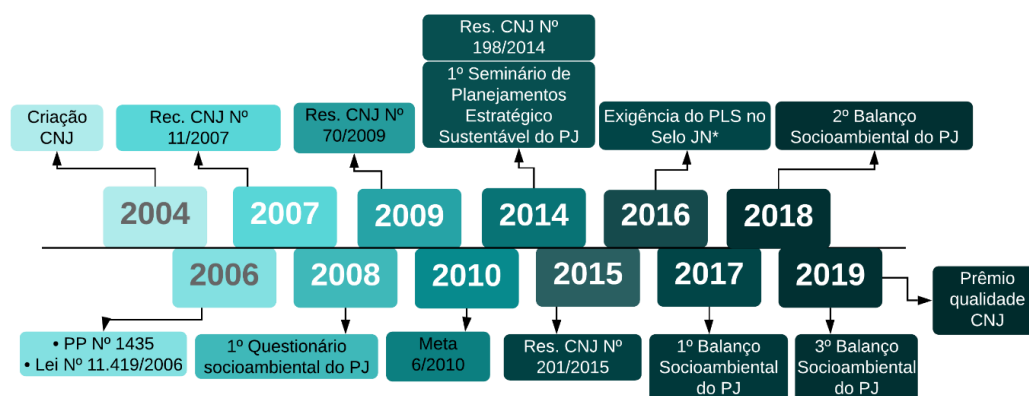 Res. CNJ Nº
198/2014
1º Seminário de
Planejamentos
Estratégico
Sustentável do PJ
Criação
CNJ
Rec. CNJ Nº
11/2007
Res. CNJ Nº
70/2009
Exigência do PLS no
Selo JN*
2º Balanço
Socioambiental do PJ
2004
2007
2009
2014
2016
2018
2006
2008
2010
2015
2017
2019
Prêmio
qualidade
CNJ
• PP Nº 1435
• Lei Nº 11.419/2006
1º Questionário
socioambiental do PJ
Meta
6/2010
Res. CNJ Nº
201/2015
1º Balanço
Socioambiental
do PJ
3º Balanço
Socioambiental
do PJ